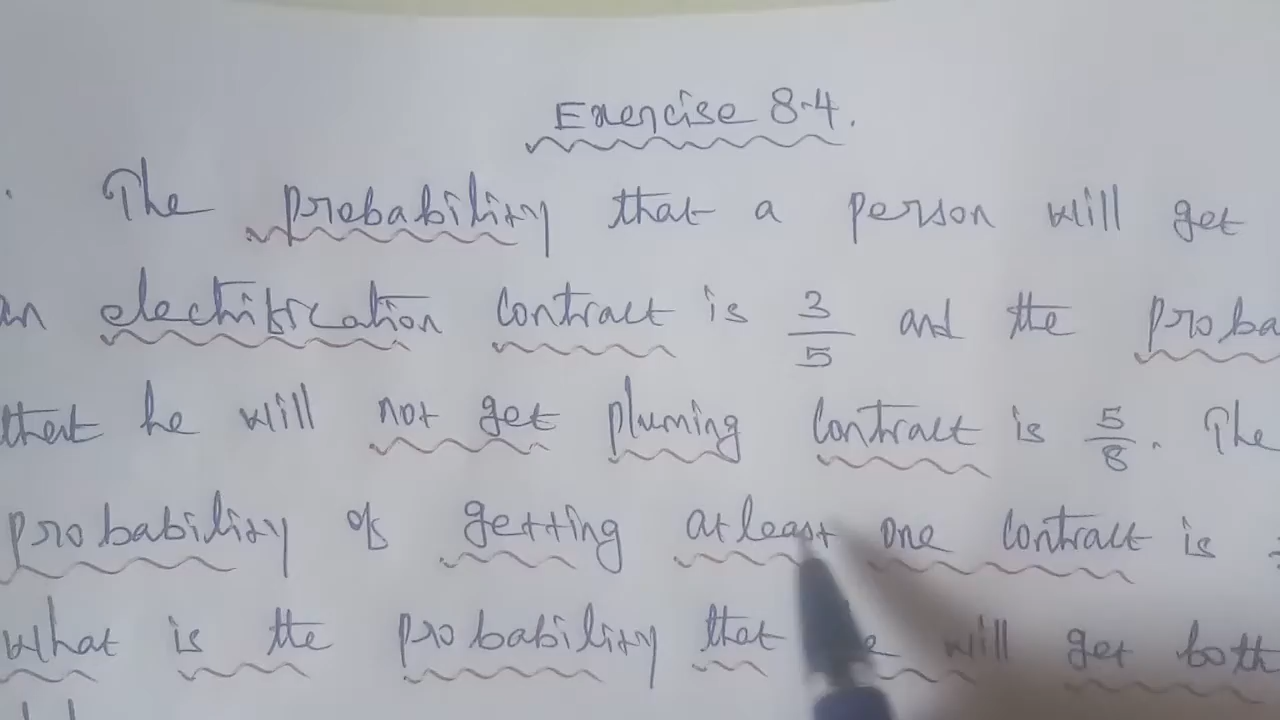 Exercise 8.4.
The probability that a person will get
an electrification contract is 3/5 and the proba
that he will not get pluming contract is 5/8. The
probability of getting atleast one contract is
What is the probability that will get both